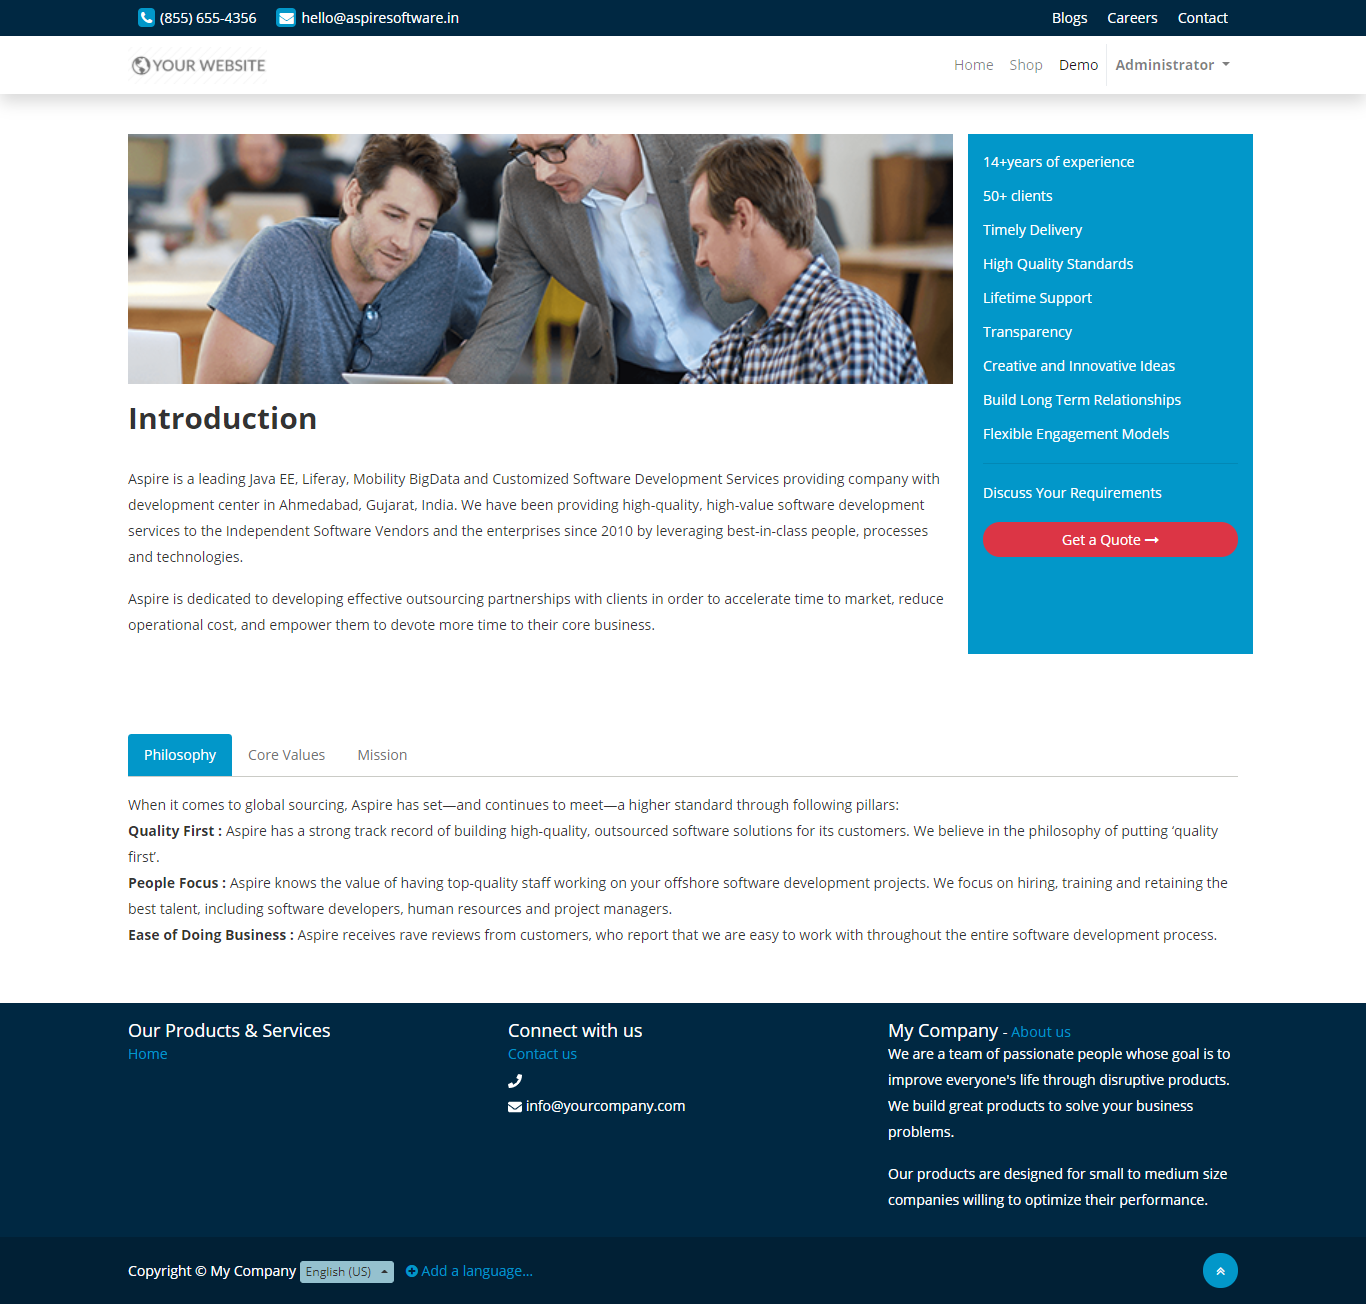 (855) 655-4356 hello@aspiresoftware.in Blogs Careers Contact
YOUR WEBSITE Home Shop Demo Administrator
14+years of experience
50+ clients
Timely Delivery
High Quality Standards
Lifetime Support
Transparency
Creative and Innovative Ideas
Build Long Term Relationships
Flexible Engagement Models
Discuss Your Requirements
Get a Quote
Introduction
Aspire is a leading Java EE, Liferay, Mobility BigData and Customized Software Development Services providing company with
development center in Ahmedabad, Gujarat, India. We have been providing high-quality, high-value software development
services to the Independent Software Vendors and the enterprises since 2010 by leveraging best-in-class people, processes
and technologies.
Aspire is dedicated to developing effective outsourcing partnerships with clients in order to accelerate time to market, reduce
operational cost, and empower them to devote more time to their core business.
Philosophy Core Values Mission
When it comes to global sourcing, Aspire has set—and continues to meet—a higher standard through following pillars:
Quality First : Aspire has a strong track record of building high-quality, outsourced software solutions for its customers. We believe in the philosophy of putting ‘quality
first’.
People Focus : Aspire knows the value of having top-quality staff working on your offshore software development projects. We focus on hiring, training and retaining the
best talent, including software developers, human resources and project managers.
Ease of Doing Business : Aspire receives rave reviews from customers, who report that we are easy to work with throughout the entire software development process.
Our Products & Services
Home
Connect with us
Contact us
info@yourcompany.com
My Company - About us
We are a team of passionate people whose goal is to
improve everyone's life through disruptive products.
We build great products to solve your business
problems.
Our products are designed for small to medium size
companies willing to optimize their performance.
Copyright © My Company English (US) Add a language...